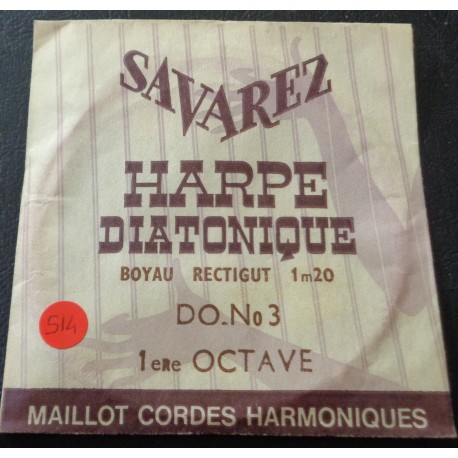 SAVAREZ
HARPE
DIATONIQUE
BOYAU RECTIGUT 1m20
DO.No3
514
1ere OCTAVE
MAILLOT CORDES HARMONIQUES